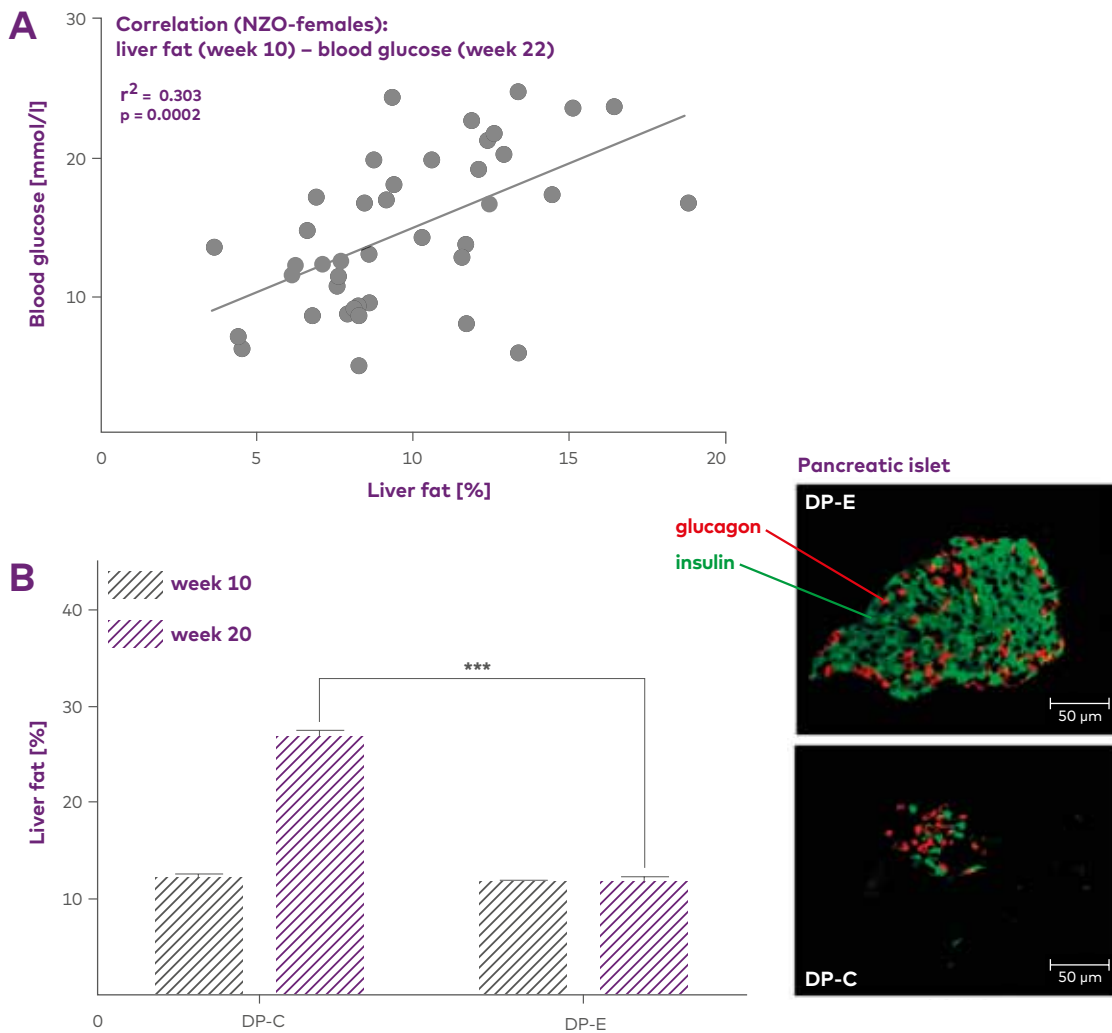 A
Correlation (NZO-females):
liver fat (week 10) – blood glucose (week 22)
r² = 0.303
p = 0.0002
Blood glucose [mmol/l]
30
20
10
0
5
10
15
20
Liver fat [%]
Pancreatic islet
DP-E
glucagon
insulin
50 µm
B
week 10
week 20
***
Liver fat [%]
40
30
20
10
0
DP-C
DP-E
50 µm
DP-C